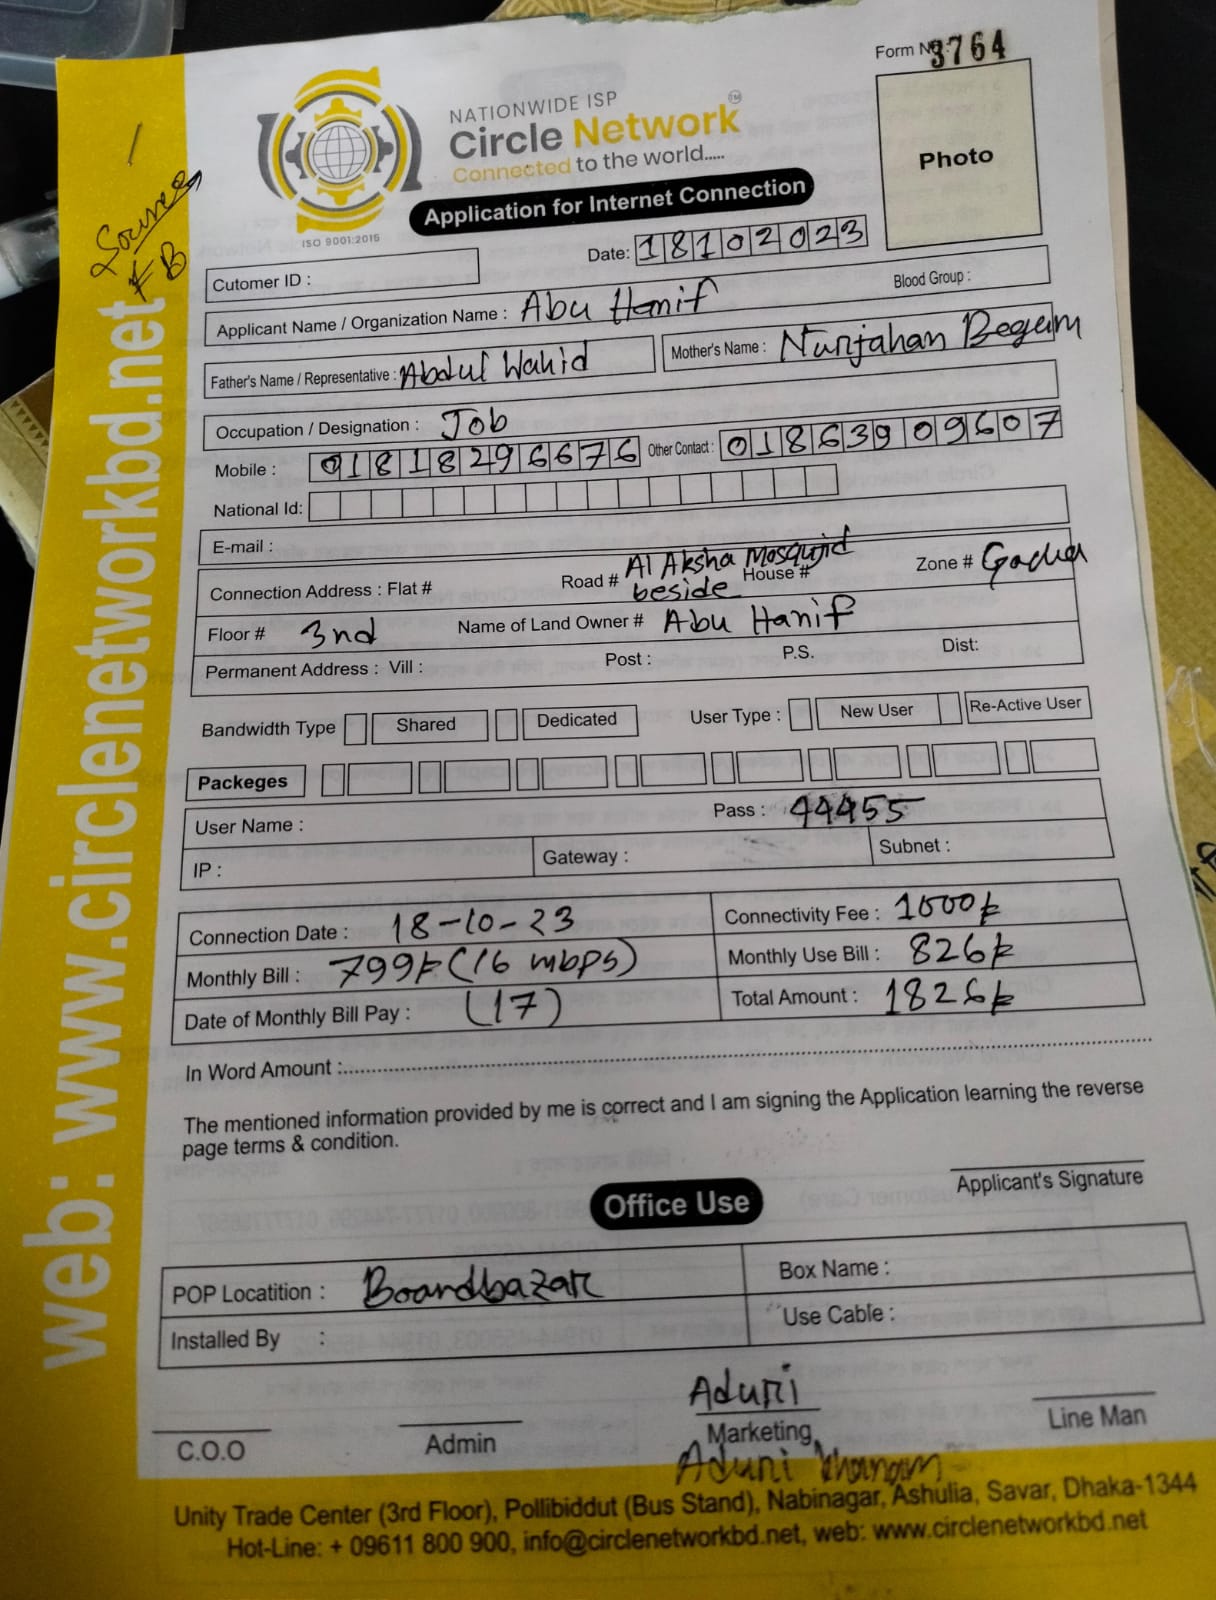 Form No: 3764
NATIONWIDE ISP
Circle Network TM
Connected to the world.....
ISO 9001:2015
Application for Internet Connection
Photo
Source
FB
Date: 18102023
Cutomer ID :
Applicant Name / Organization Name : Abu Hanif Blood Group :
Father's Name / Representative : Abdul Wahid Mother's Name : Nurjahan Begum
Occupation / Designation : Job
Mobile : 01818296676 Other Contact : 01863909607
National Id:
E-mail :
Connection Address : Flat # Road # Al Aksha Mosqujid beside House # Zone #
Floor # 3nd Name of Land Owner # Abu Hanif
Permanent Address : Vill : Post : P.S. Dist:
Bandwidth Type Shared Dedicated User Type : New User Re-Active User
Packeges
User Name : Pass : 44455
IP : Gateway : Subnet :
Connection Date : 18-10-23 Connectivity Fee : 1000৳
Monthly Bill : 799৳ (16 mbps) Monthly Use Bill : 826৳
Date of Monthly Bill Pay : (17) Total Amount : 1826৳
In Word Amount :
The mentioned information provided by me is correct and I am signing the Application learning the reverse
page terms & condition.
Applicant's Signature
Office Use
POP Locatition : Boardbazar Box Name :
Installed By : Use Cable :
Aduri
C.O.O Admin Marketing Line Man
Aduri Khanam
Unity Trade Center (3rd Floor), Pollibiddut (Bus Stand), Nabinagar, Ashulia, Savar, Dhaka-1344
Hot-Line: + 09611 800 900, info@circlenetworkbd.net, web: www.circlenetworkbd.net
web: www.circlenetworkbd.net